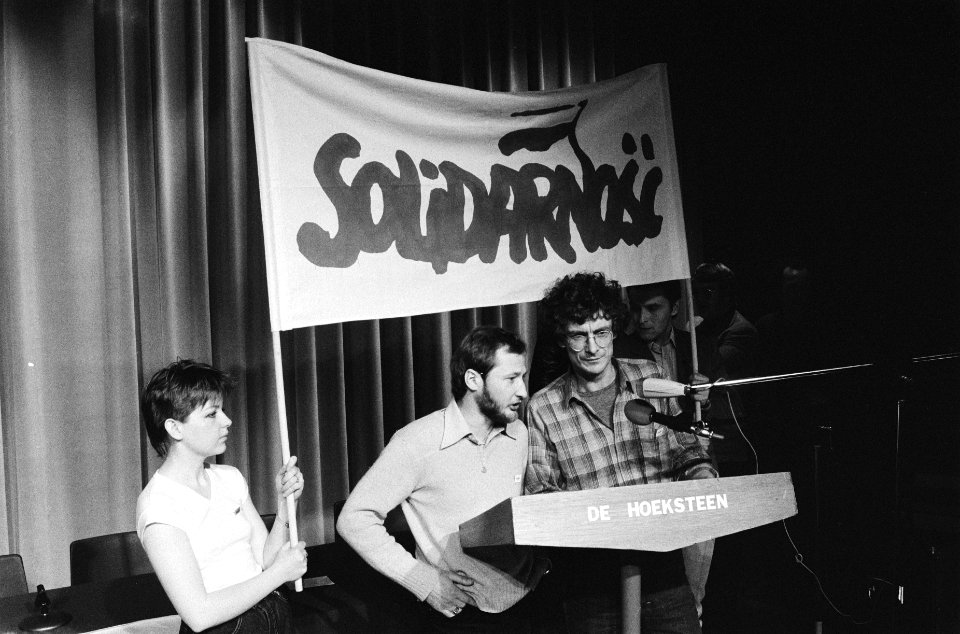 SOLIDARNOŚĆ
DE HOEKSTEEN